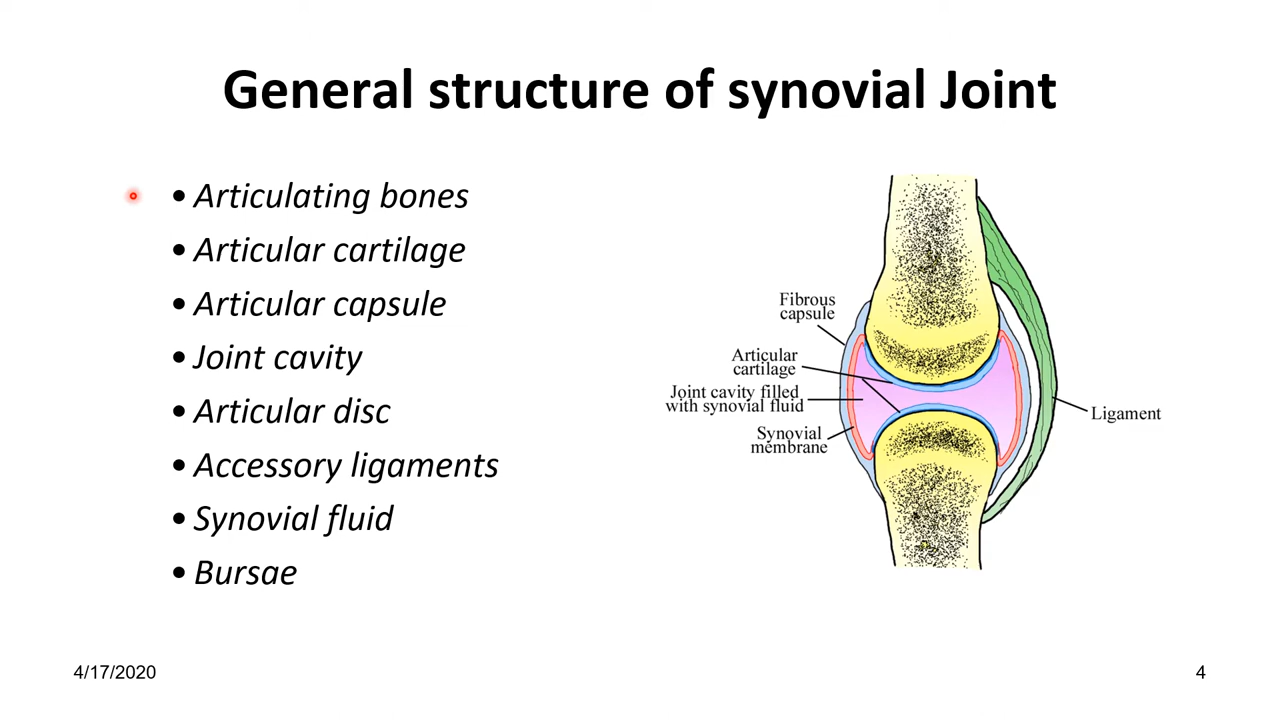 General structure of synovial Joint
• Articulating bones
• Articular cartilage
• Articular capsule
• Joint cavity
• Articular disc
• Accessory ligaments
• Synovial fluid
• Bursae
Fibrous
capsule
Articular
cartilage
Joint cavity filled
with synovial fluid
Synovial
membrane
Ligament
4/17/2020
4